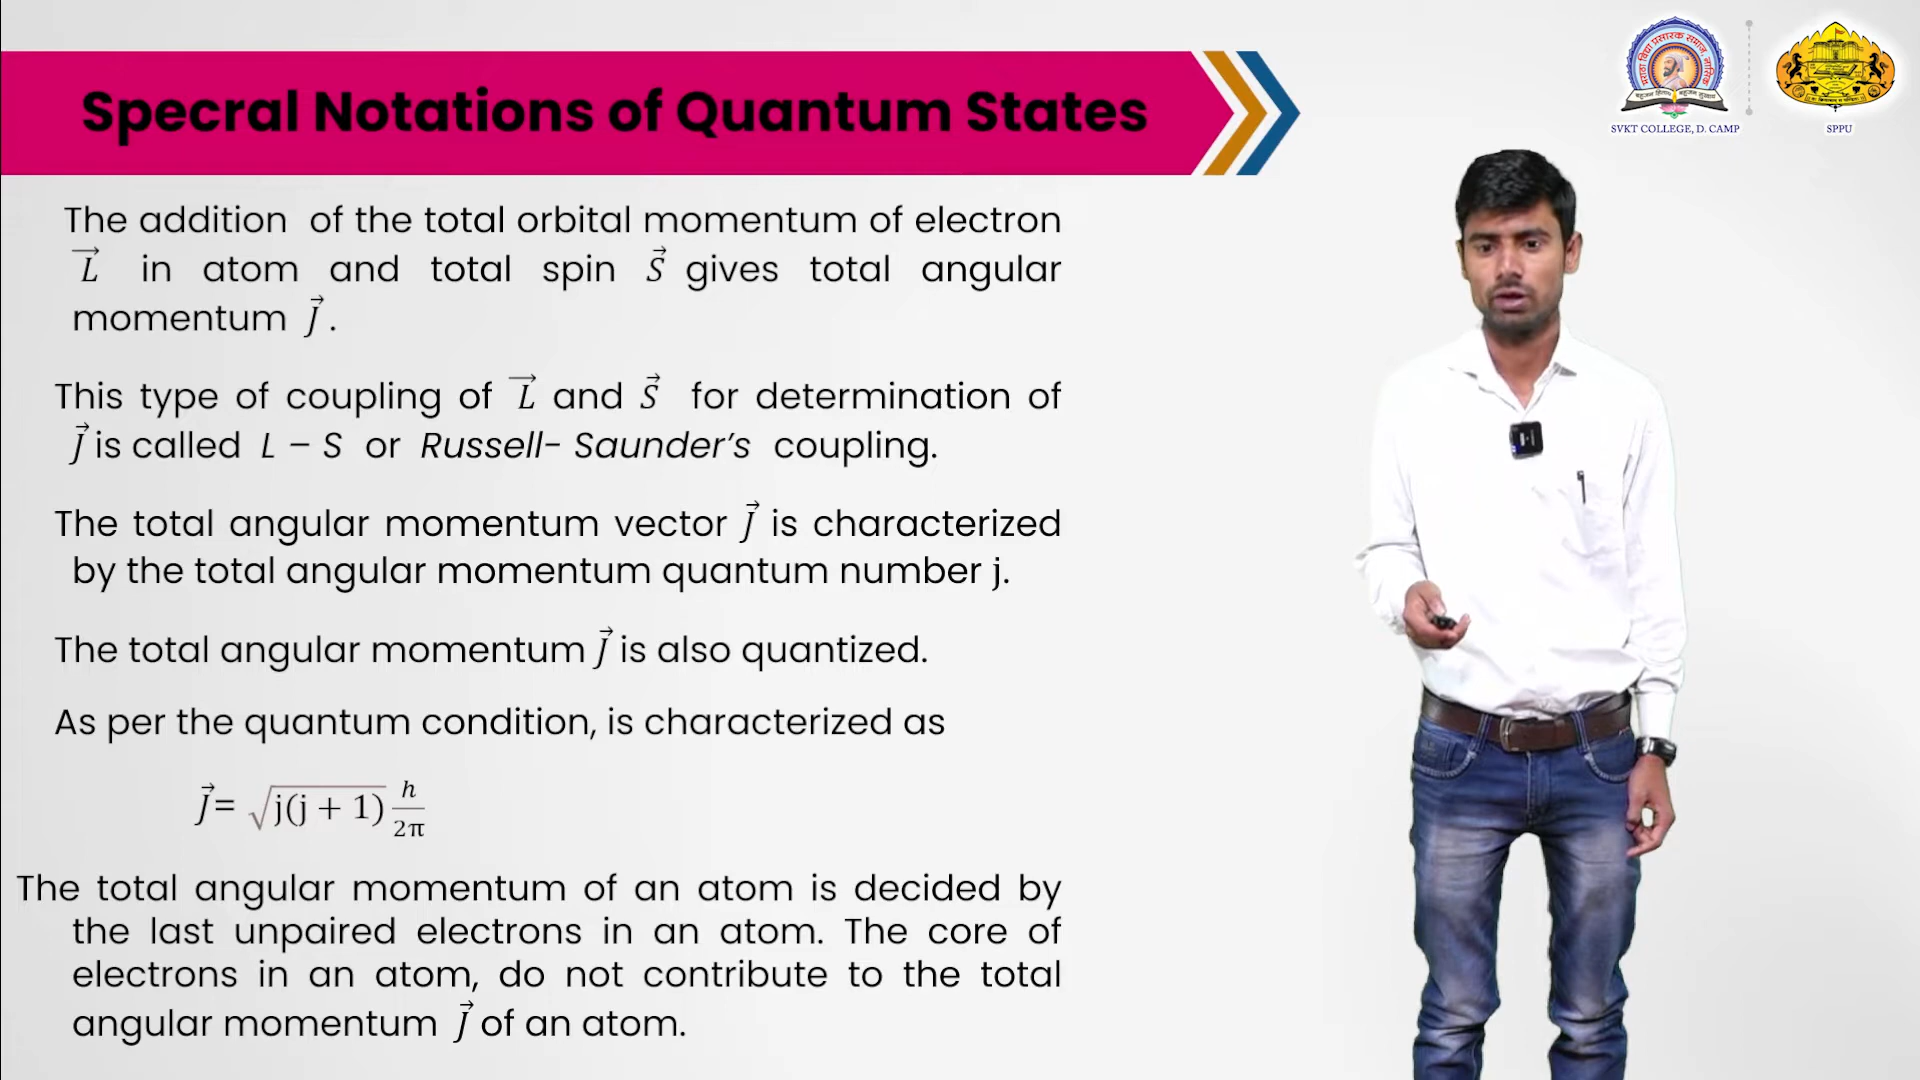 Specral Notations of Quantum States
SVKT COLLEGE, D. CAMP
SPPU
The addition of the total orbital momentum of electron
L⃗ in atom and total spin S⃗ gives total angular
momentum J⃗ .
This type of coupling of L⃗ and S⃗ for determination of
J⃗ is called L – S or Russell- Saunder’s coupling.
The total angular momentum vector J⃗ is characterized
by the total angular momentum quantum number j.
The total angular momentum J⃗ is also quantized.
As per the quantum condition, is characterized as
J⃗= √j(j + 1) h/2π
The total angular momentum of an atom is decided by
the last unpaired electrons in an atom. The core of
electrons in an atom, do not contribute to the total
angular momentum J⃗ of an atom.